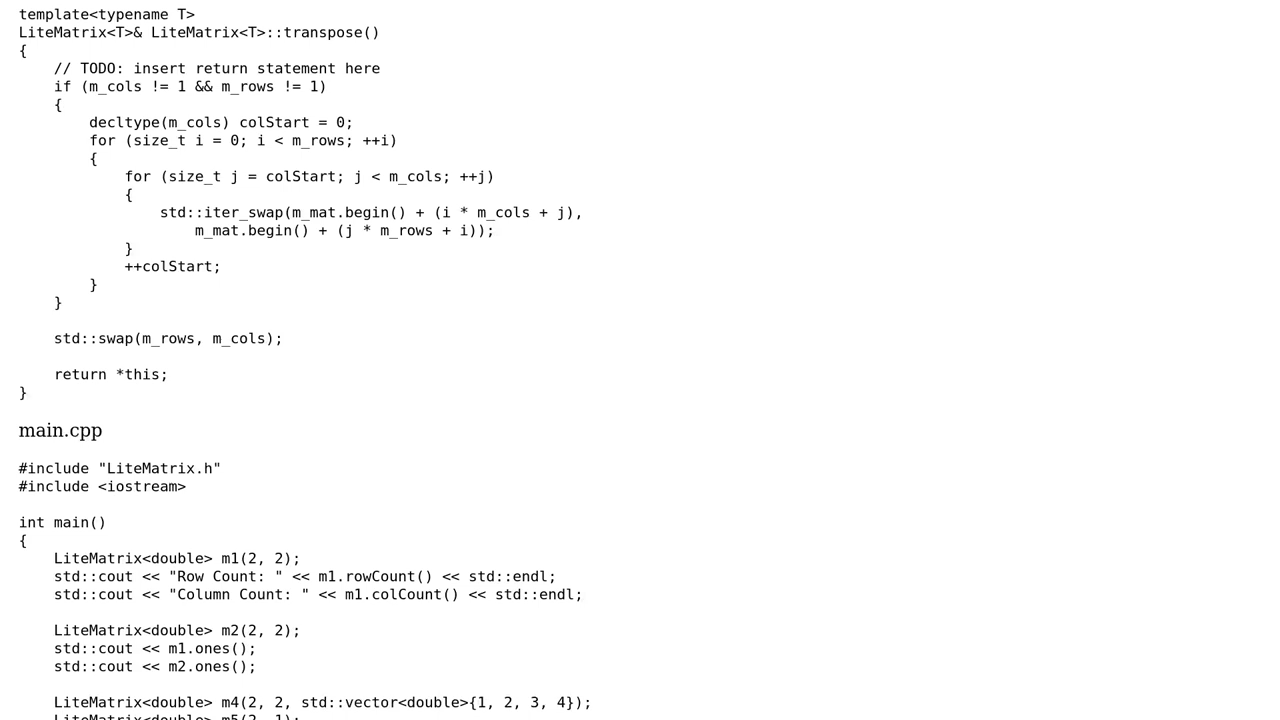 template<typename T>
LiteMatrix<T>& LiteMatrix<T>::transpose()
{
    // TODO: insert return statement here
    if (m_cols != 1 && m_rows != 1)
    {
        decltype(m_cols) colStart = 0;
        for (size_t i = 0; i < m_rows; ++i)
        {
            for (size_t j = colStart; j < m_cols; ++j)
            {
                std::iter_swap(m_mat.begin() + (i * m_cols + j),
                    m_mat.begin() + (j * m_rows + i));
            }
            ++colStart;
        }
    }

    std::swap(m_rows, m_cols);

    return *this;
}
main.cpp
#include "LiteMatrix.h"
#include <iostream>

int main()
{
    LiteMatrix<double> m1(2, 2);
    std::cout << "Row Count: " << m1.rowCount() << std::endl;
    std::cout << "Column Count: " << m1.colCount() << std::endl;

    LiteMatrix<double> m2(2, 2);
    std::cout << m1.ones();
    std::cout << m2.ones();

    LiteMatrix<double> m4(2, 2, std::vector<double>{1, 2, 3, 4});
    LiteMatrix<double> m5(2, 1);